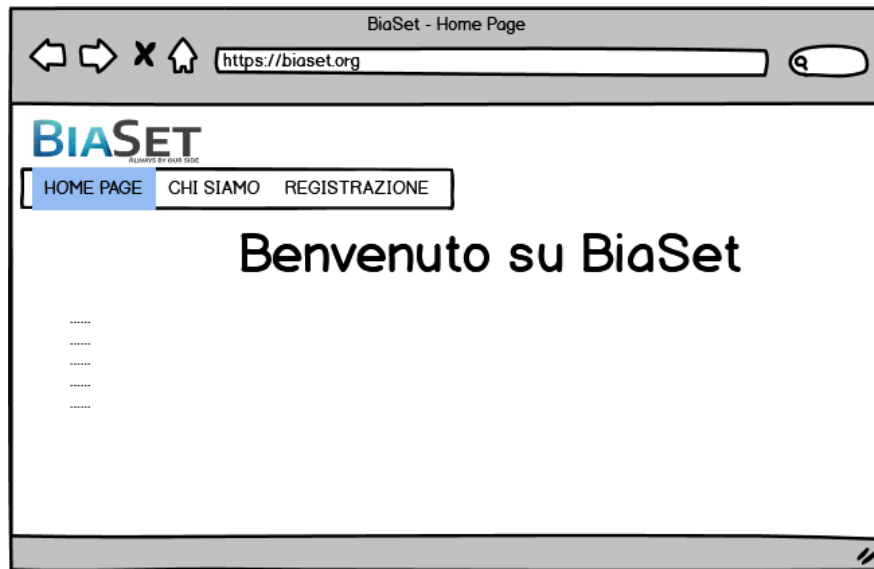 BiaSet - Home Page
https://biaset.org
BIASET
ALWAYS BY OUR SIDE
HOME PAGE CHI SIAMO REGISTRAZIONE
Benvenuto su BiaSet
......
......
......
......
......